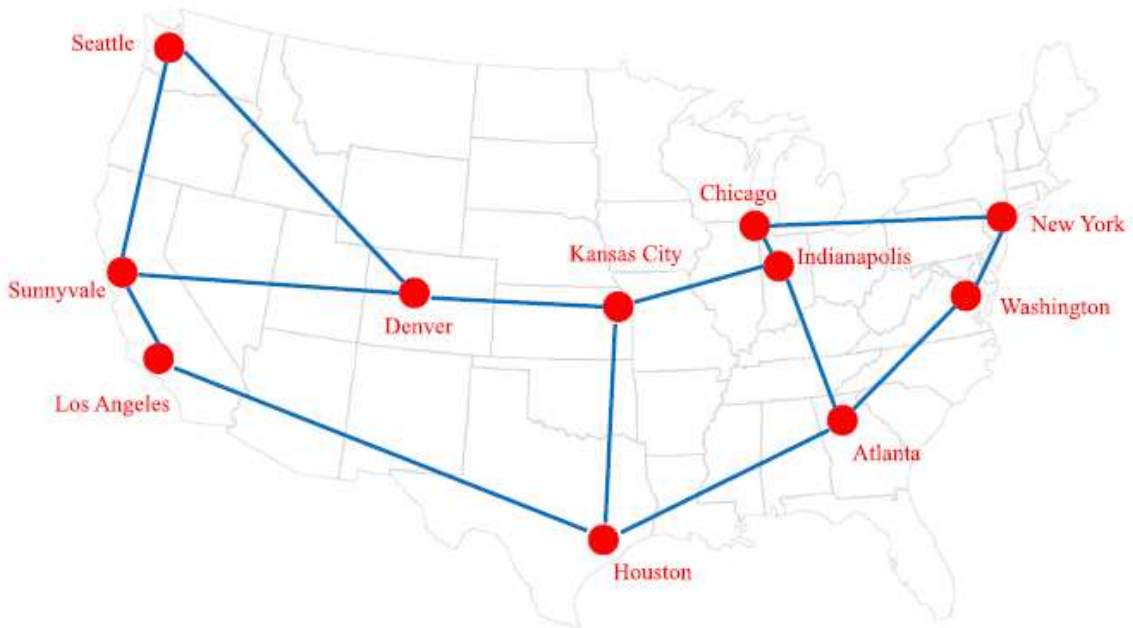 Seattle
Chicago
New York
Kansas City
Indianapolis
Sunnyvale
Denver
Washington
Los Angeles
Atlanta
Houston